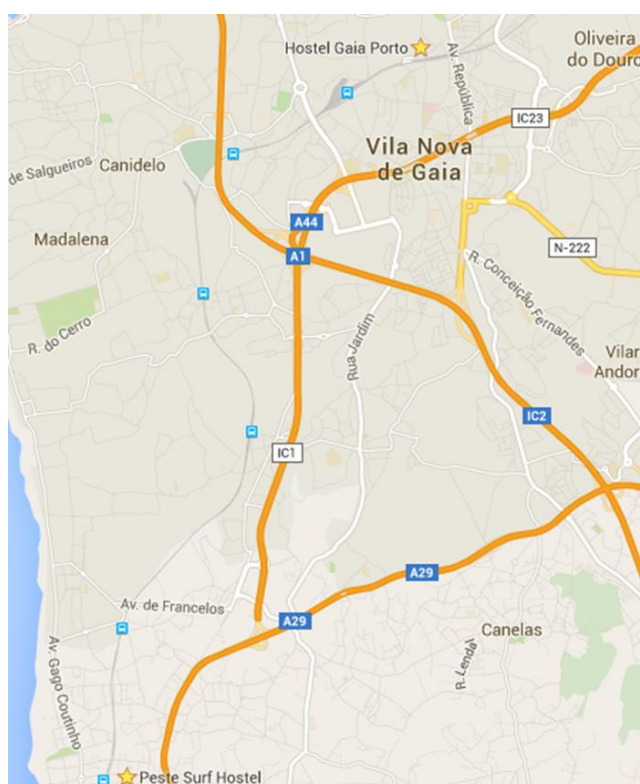 Hostel Gaia Porto
Av. República
Oliveira
do Douro
IC23
Vila Nova
de Gaia
Canidelo
de Salgueiros
A44
Madalena
A1
N-222
R. Conceição Fernandes
R. do Cerro
Rua Jardim
Vilar
Andor
IC2
IC1
A29
Av. de Francelos
A29
Canelas
Av. Gago Coutinho
R. Lendal
Peste Surf Hostel